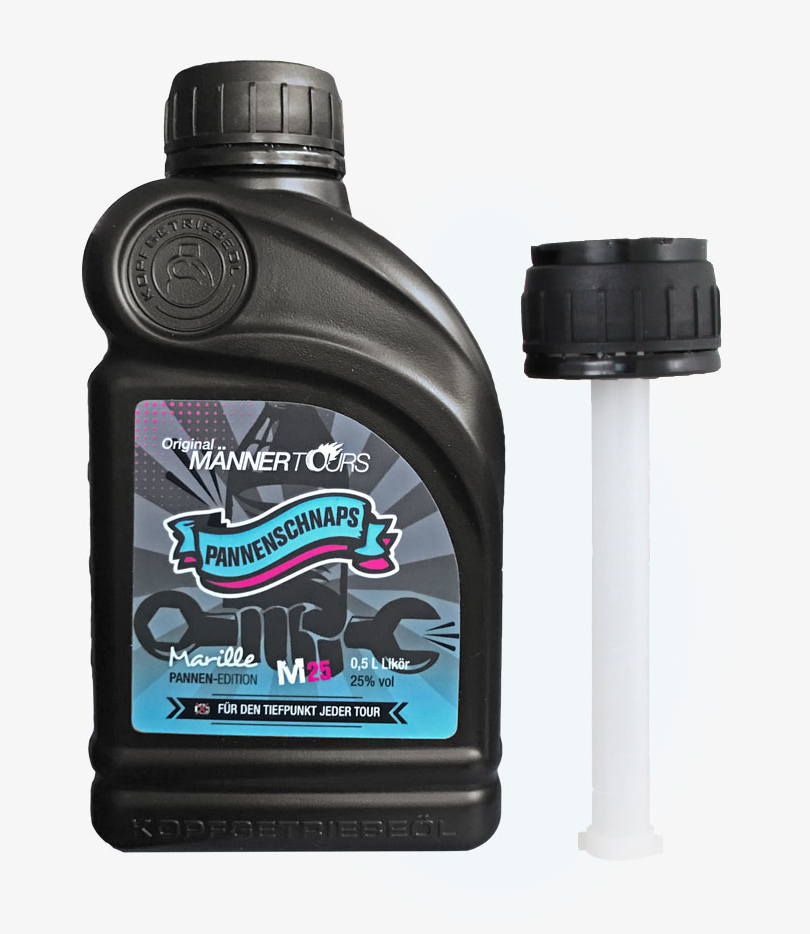 KOPFGETRIEBEÖL
Original
MÄNNERTOURS
PANNENSCHNAPS
Marille
PANNEN-EDITION
M25
0,5 L Likör
25% vol
FÜR DEN TIEFPUNKT JEDER TOUR
KOPFGETRIEBEÖL